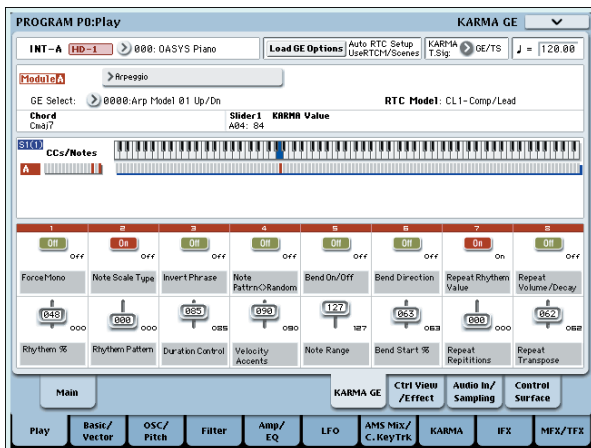 PROGRAM P0:Play KARMA GE
INT-A HD-1 000: OASYS Piano Load GE Options Auto RTC Setup UseRTCM/Scenes KARMA T.Sig: GE/TS ♩ = 120.00
Module A Arpeggio
GE Select: 0000:Arp Model 01 Up/Dn RTC Model: CL1-Comp/Lead
Chord Slider1 KARMA Value
Cmaj7 A04: 84
S1(1) CCs/Notes
A
1 2 3 4 5 6 7 8
Off On Off Off Off Off On Off
Off Off Off Off Off Off On Off
Force Mono Note Scale Type Invert Phrase Note Pattrn<>Random Bend On/Off Bend Direction Repeat Rhythem Value Repeat Volume/Decay
048 000 085 090 127 063 000 062
000 000 085 090 127 063 000 062
Rhythem % Rhythem Pattern Duration Control Velocity Accents Note Range Bend Start % Repeat Repititions Repeat Transpose
Main KARMA GE Ctrl View /Effect Audio In/ Sampling Control Surface
Play Basic/ Vector OSC/ Pitch Filter Amp/ EQ LFO AMS Mix/ C.KeyTrk KARMA IFX MFX/TFX